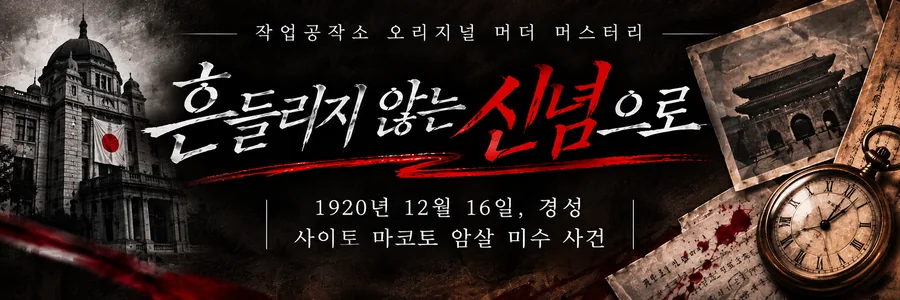 작업공작소 오리지널 머더 머스터리
흔들리지 않는 신념으로
1920년 12월 16일, 경성
사이토 마코토 암살 미수 사건